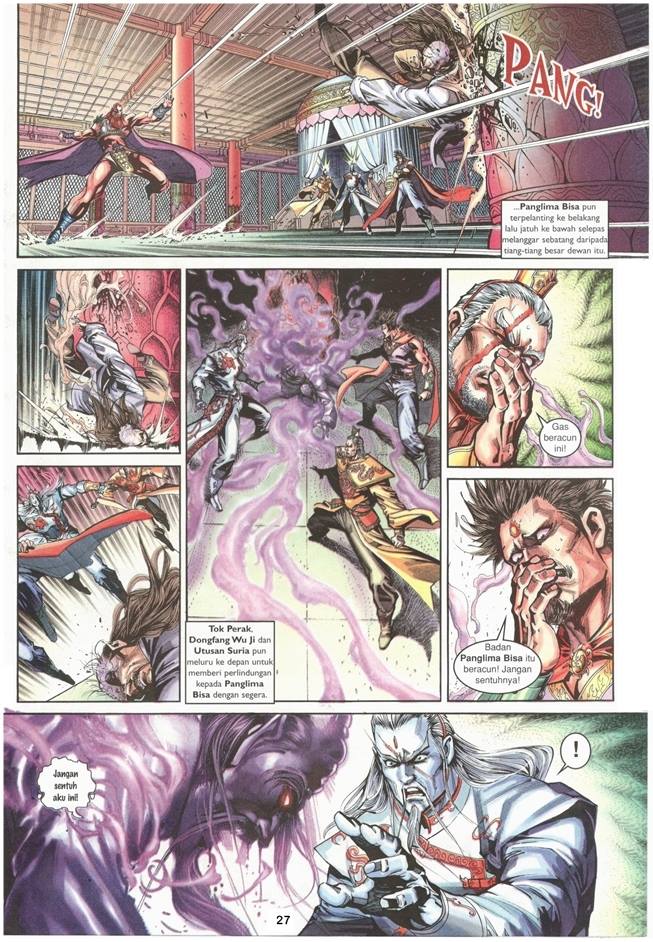 PANG!
...Panglima Bisa pun
terpelanting ke belakang
lalu jatuh ke bawah selepas
melanggar sebatang daripada
tiang-tiang besar dewan itu.
Gas
beracun
ini!
Tok Perak,
Dongfang Wu Ji dan
Utusan Suria pun
meluru ke depan untuk
memberi perlindungan
kepada Panglima
Bisa dengan segera.
Badan
Panglima Bisa itu
beracun! Jangan
sentuhnya!
Jangan
sentuh
aku ini!
!
27